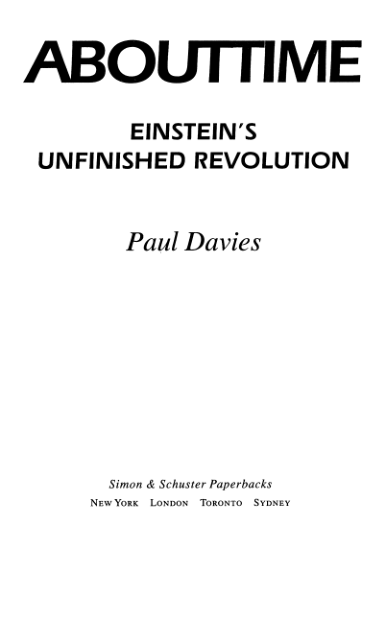 ABOUTTIME
EINSTEIN'S
UNFINISHED REVOLUTION
Paul Davies
Simon & Schuster Paperbacks
NEW YORK LONDON TORONTO SYDNEY